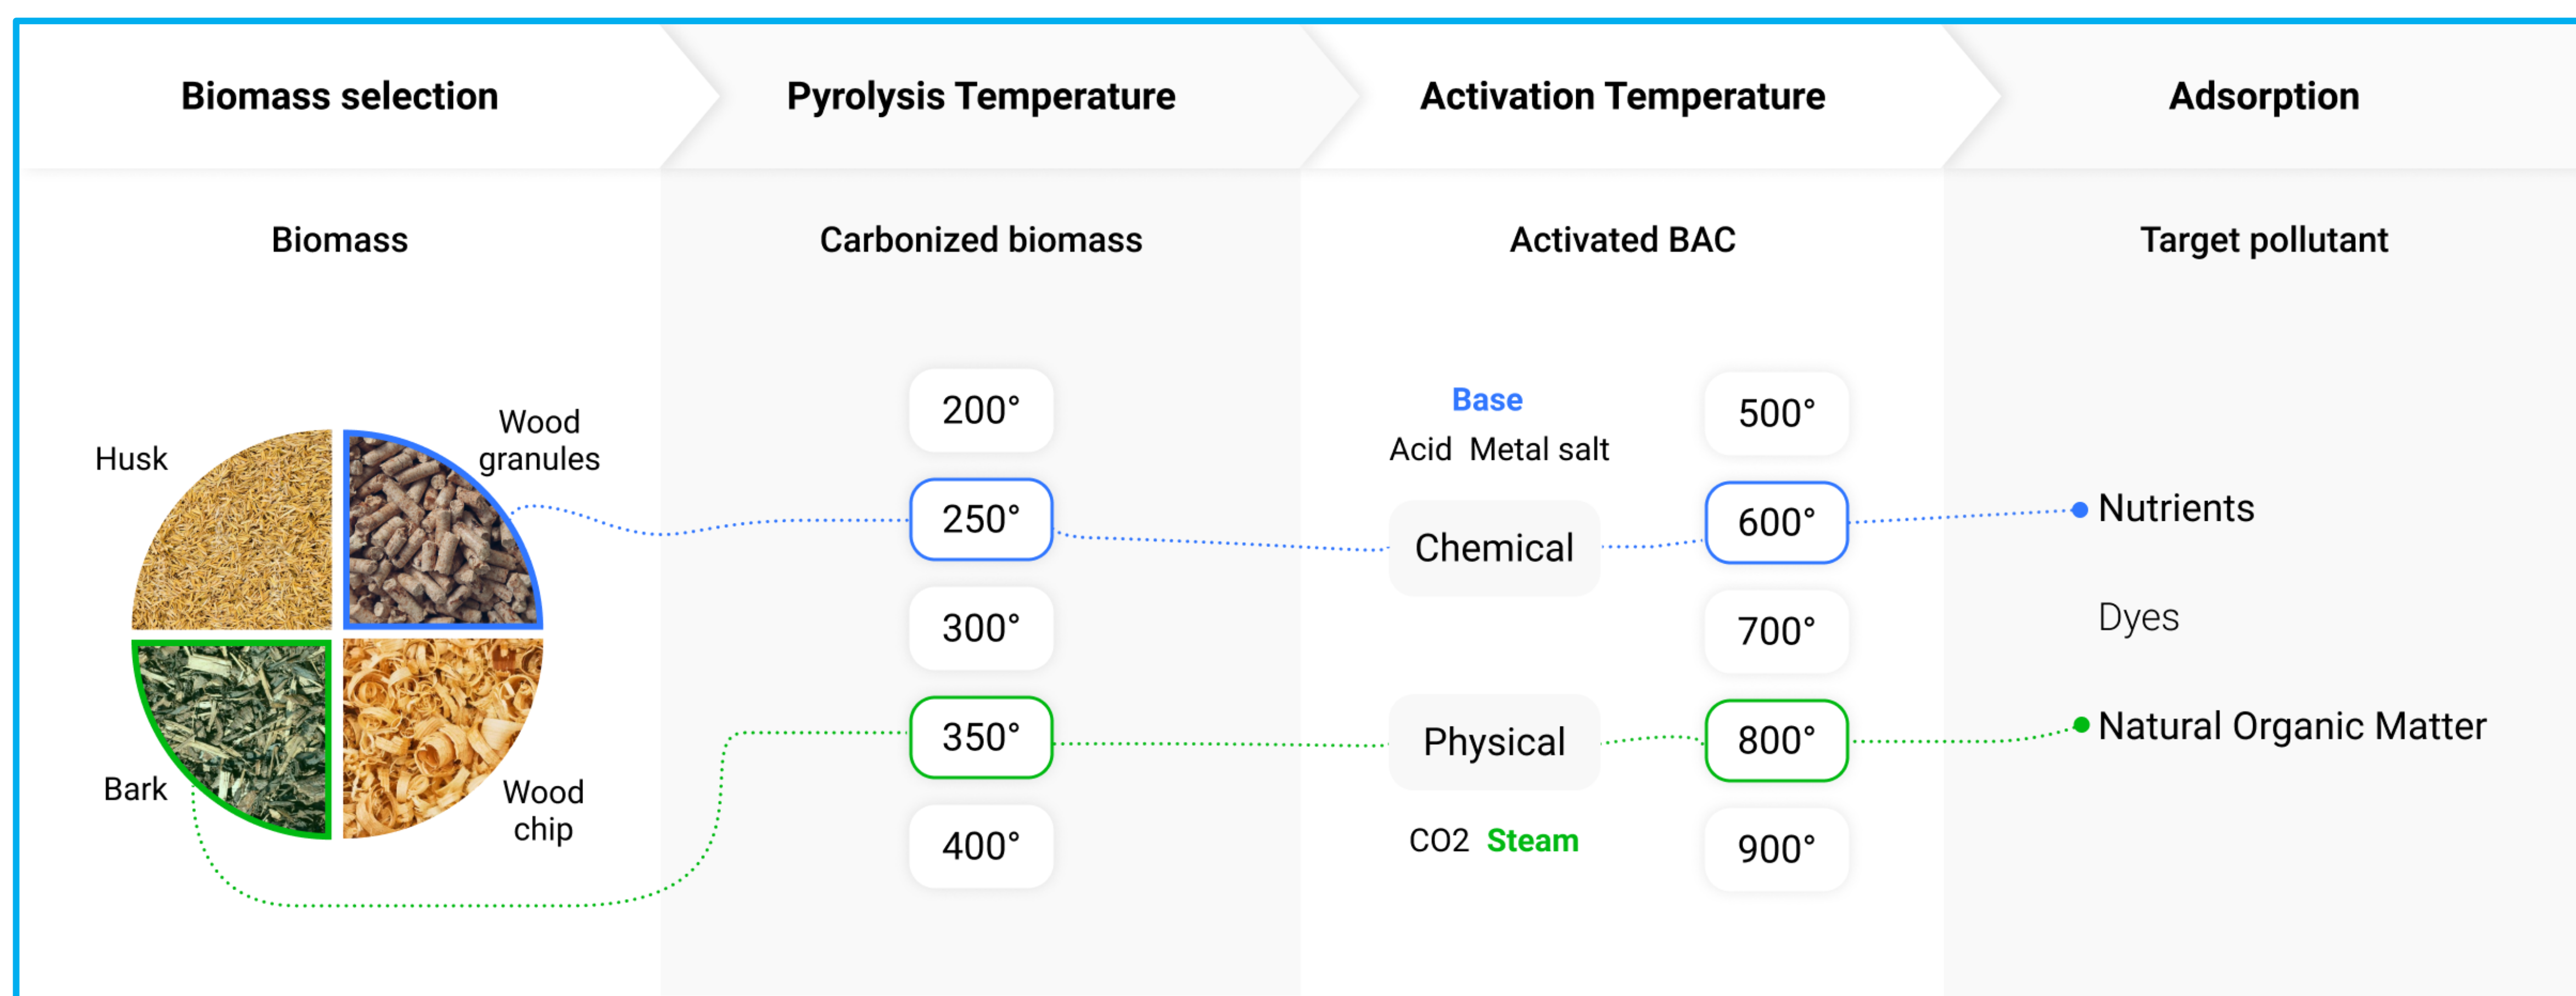 Biomass selection
Pyrolysis Temperature
Activation Temperature
Adsorption
Biomass
Carbonized biomass
Activated BAC
Target pollutant
Husk
Wood
granules
Bark
Wood
chip
200°
250°
300°
350°
400°
Base
Acid Metal salt
Chemical
Physical
CO2 Steam
500°
600°
700°
800°
900°
Nutrients
Dyes
Natural Organic Matter